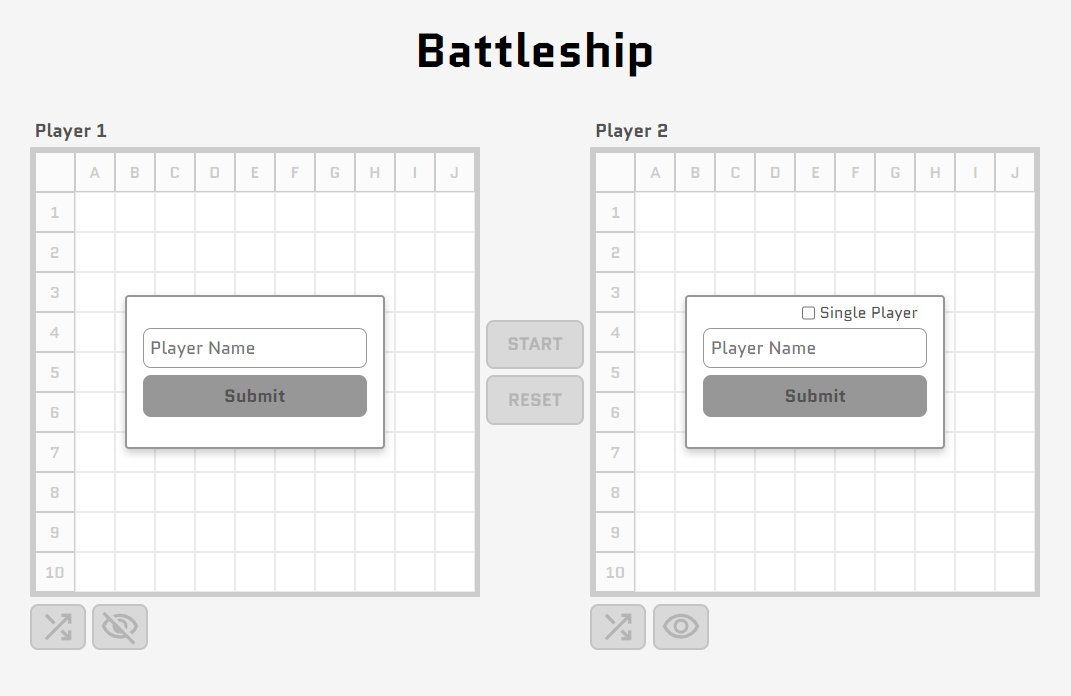 Battleship
Player 1
A B C D E F G H I J
1
2
3
4
5
6
7
8
9
10
Player Name
Submit
START
RESET
Player 2
A B C D E F G H I J
1
2
3
4
5
6
7
8
9
10
Single Player
Player Name
Submit